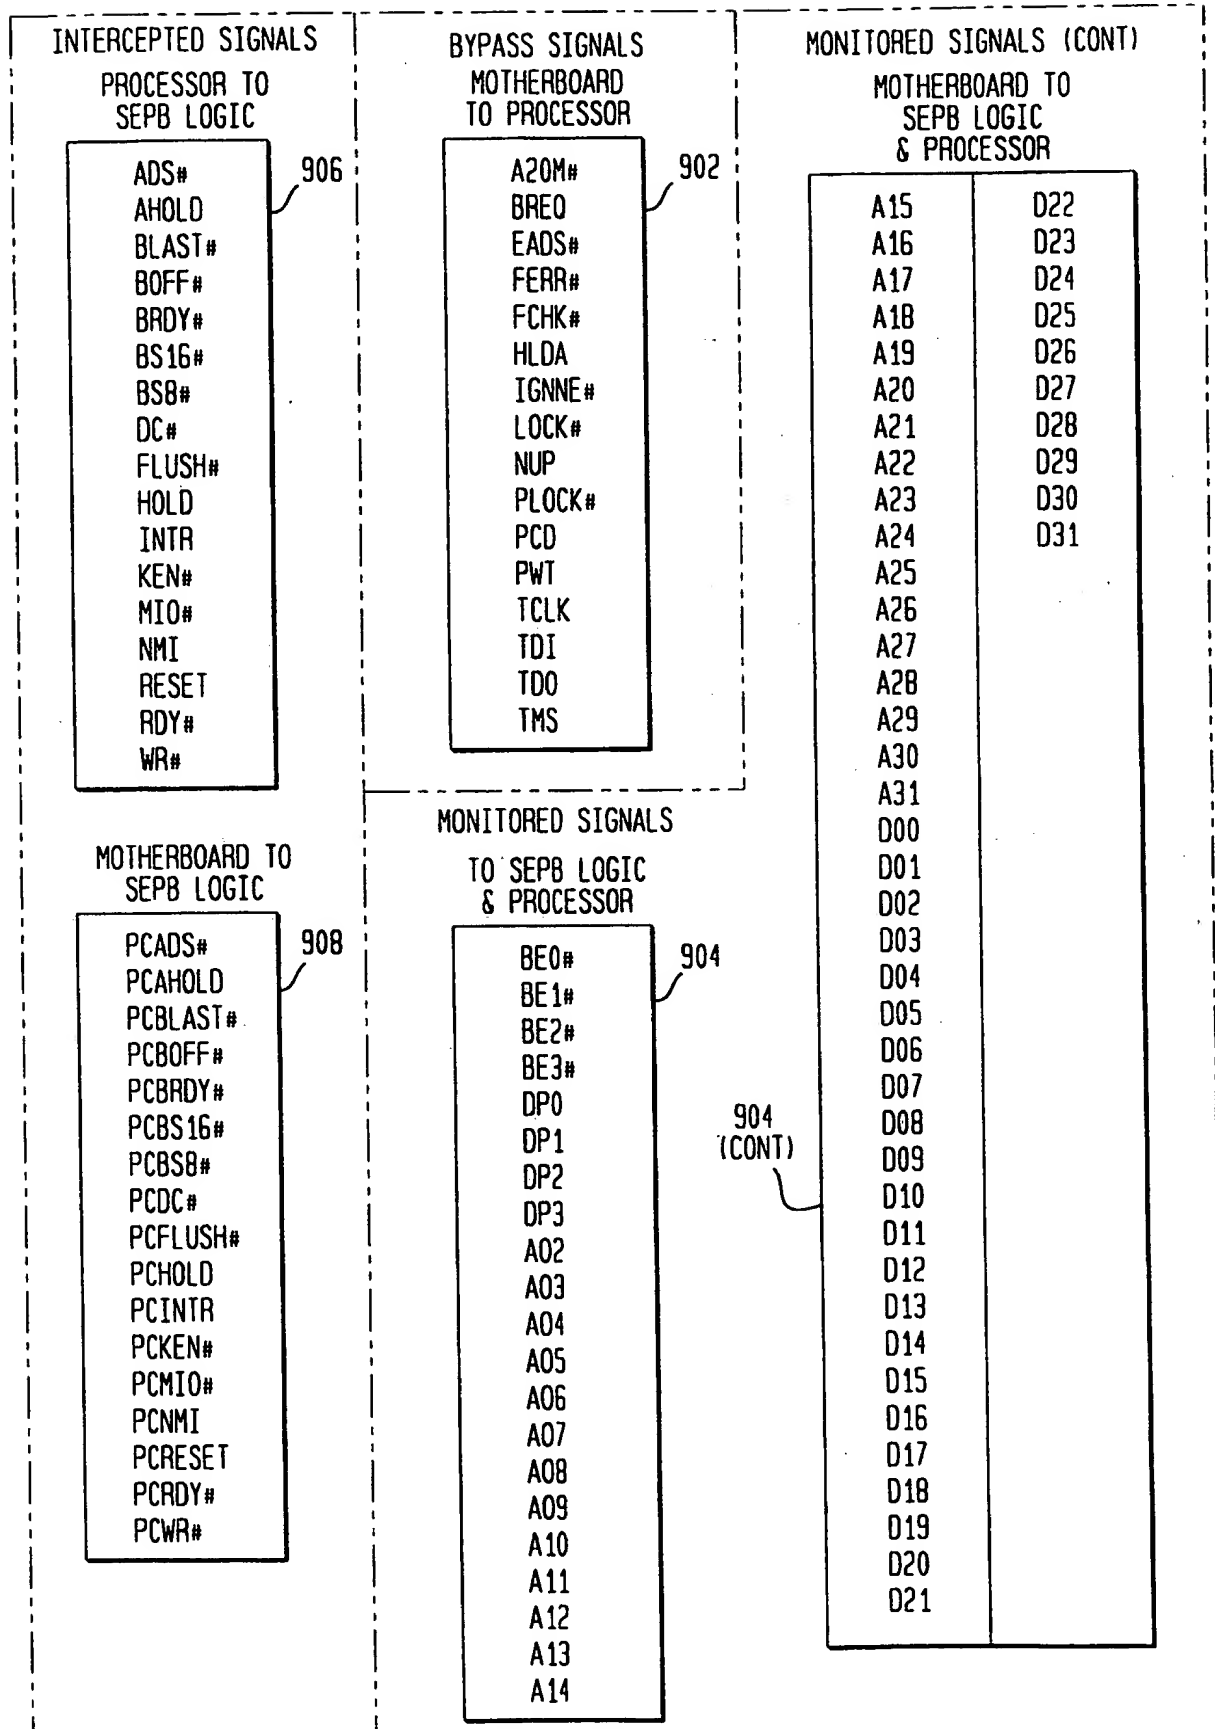 INTERCEPTED SIGNALS
PROCESSOR TO
SEPB LOGIC
906
ADS#
AHOLD
BLAST#
BOFF#
BRDY#
BS16#
BS8#
DC#
FLUSH#
HOLD
INTR
KEN#
MIO#
NMI
RESET
RDY#
WR#
MOTHERBOARD TO
SEPB LOGIC
908
PCADS#
PCAHOLD
PCBLAST#
PCBOFF#
PCBRDY#
PCBS16#
PCBS8#
PCDC#
PCFLUSH#
PCHOLD
PCINTR
PCKEN#
PCMIO#
PCNMI
PCRESET
PCRDY#
PCWR#
BYPASS SIGNALS
MOTHERBOARD
TO PROCESSOR
902
A20M#
BREQ
EADS#
FERR#
FCHK#
HLDA
IGNNE#
LOCK#
NUP
PLOCK#
PCD
PWT
TCLK
TDI
TDO
TMS
MONITORED SIGNALS
TO SEPB LOGIC
& PROCESSOR
904
BE0#
BE1#
BE2#
BE3#
DP0
DP1
DP2
DP3
A02
A03
A04
A05
A06
A07
A08
A09
A10
A11
A12
A13
A14
MONITORED SIGNALS (CONT)
MOTHERBOARD TO
SEPB LOGIC
& PROCESSOR
904
(CONT)
A15
A16
A17
A18
A19
A20
A21
A22
A23
A24
A25
A26
A27
A28
A29
A30
A31
D00
D01
D02
D03
D04
D05
D06
D07
D08
D09
D10
D11
D12
D13
D14
D15
D16
D17
D18
D19
D20
D21
D22
D23
D24
D25
D26
D27
D28
D29
D30
D31